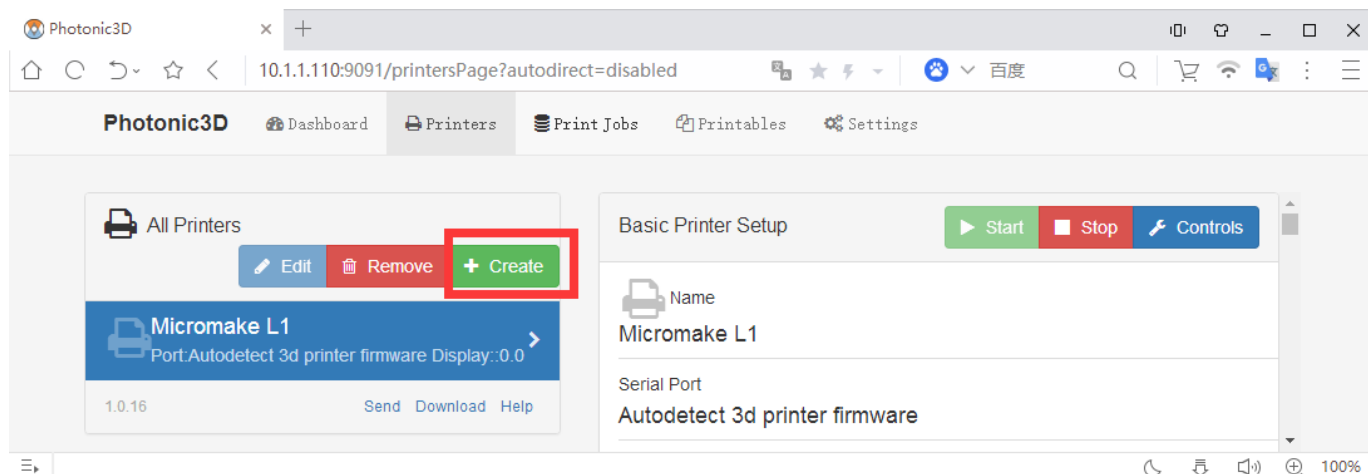 Photonic3D
10.1.1.110:9091/printersPage?autodirect=disabled
百度
Photonic3D Dashboard Printers Print Jobs Printables Settings
All Printers
Edit Remove Create
Micromake L1
Port:Autodetect 3d printer firmware Display::0.0
1.0.16 Send Download Help
Basic Printer Setup Start Stop Controls
Name
Micromake L1
Serial Port
Autodetect 3d printer firmware
100%